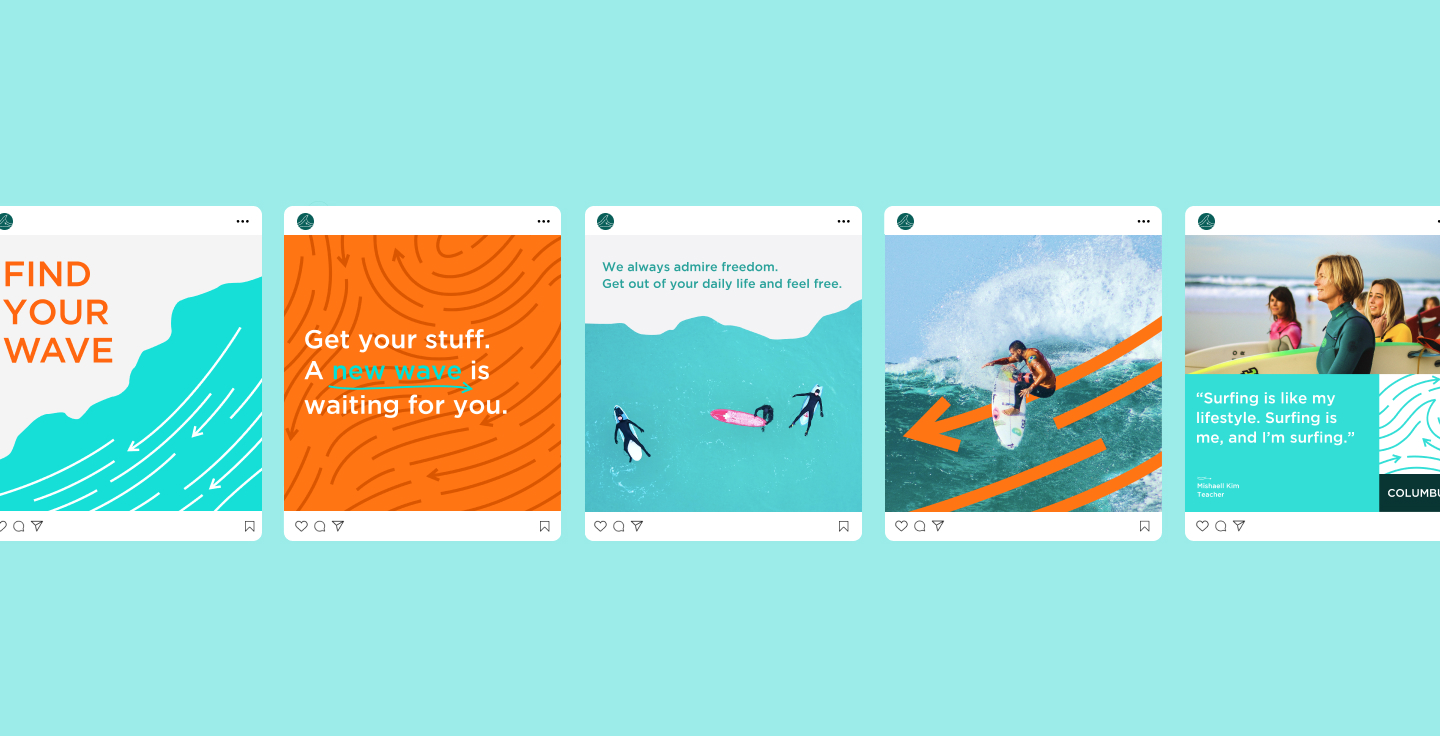 FIND
YOUR
WAVE
Get your stuff.
A new wave is
waiting for you.
We always admire freedom.
Get out of your daily life and feel free.
“Surfing is like my
lifestyle. Surfing is
me, and I’m surfing.”
Mishaell Kim
Teacher